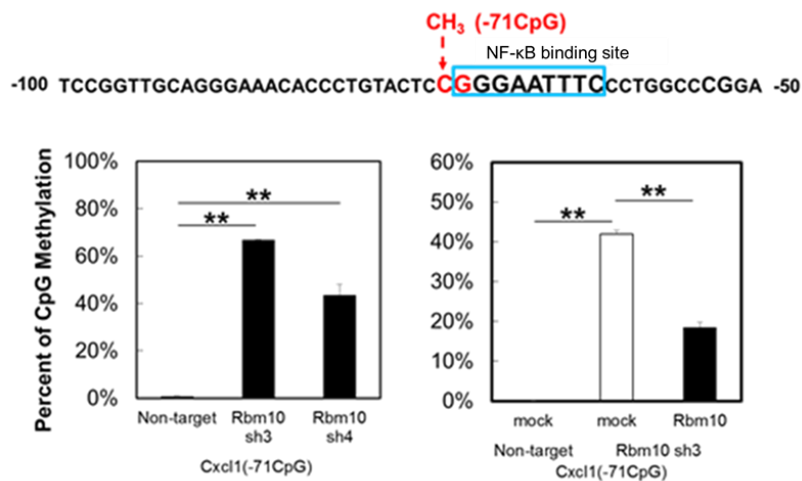 CH3 (-71CpG)
NF-κB binding site
-100 TCCGGTTGCAGGGAAACACCCTGTACTCCGGGAATTTCCCTGGCCCGGA -50
Percent of CpG Methylation
100%
80%
60%
40%
20%
0%
**
**
Non-target
Rbm10 sh3
Rbm10 sh4
Cxcl1(-71CpG)
60%
50%
40%
30%
20%
10%
0%
**
**
mock
mock
Rbm10
Non-target
Rbm10 sh3
Cxcl1(-71CpG)